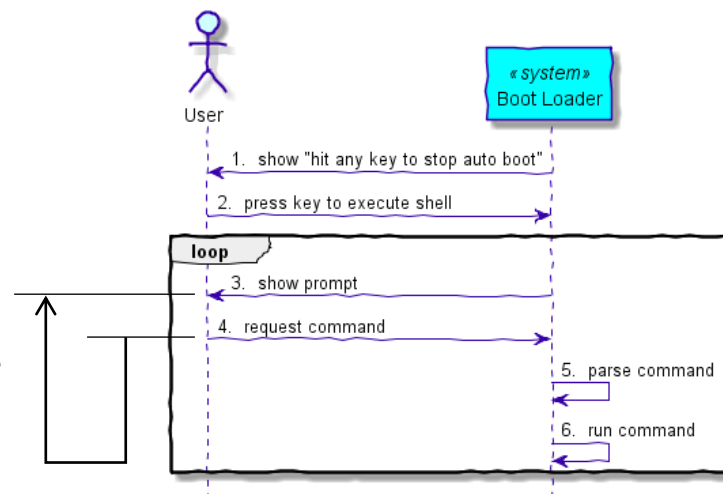 User
«system»
Boot Loader
1. show "hit any key to stop auto boot"
2. press key to execute shell
loop
3. show prompt
4. request command
5. parse command
6. run command